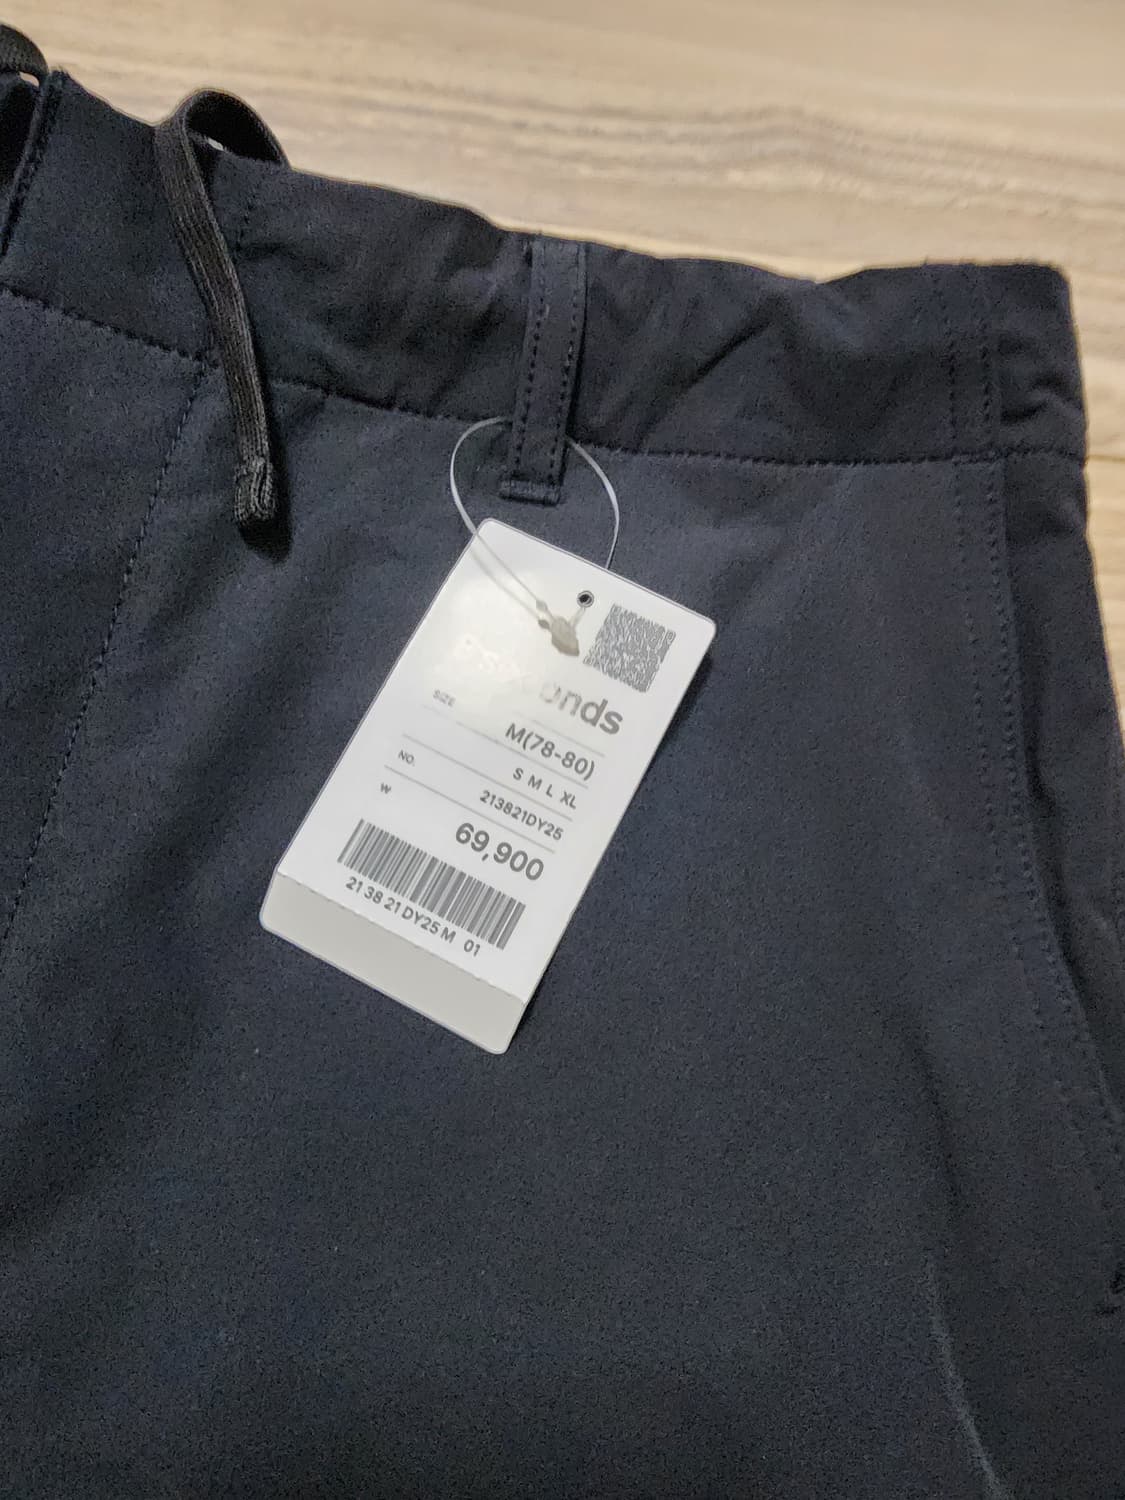 SIZE
M(78-80)
S M L XL
NO.
213821DY25
W
69,900
21 38 21 DY25 M 01